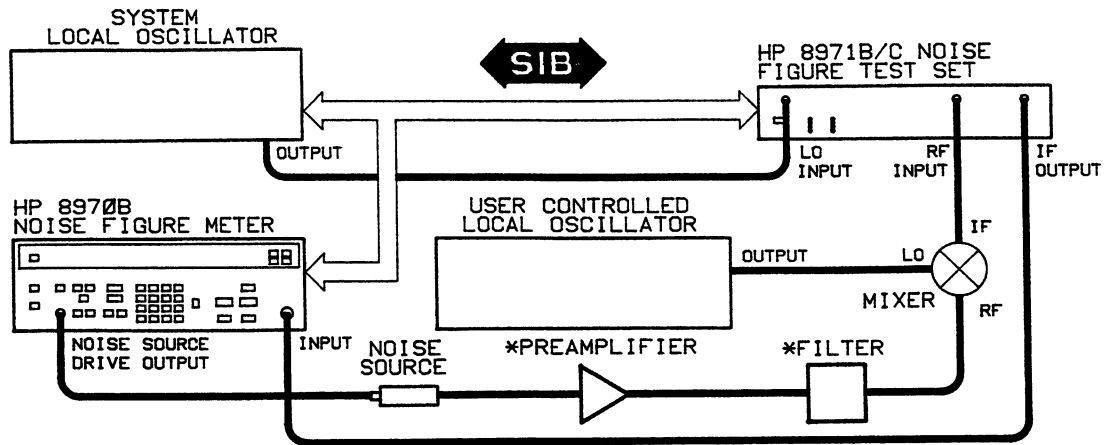 SYSTEM
LOCAL OSCILLATOR
SIB
HP 8971B/C NOISE
FIGURE TEST SET
OUTPUT
LO
INPUT
RF
INPUT
IF
OUTPUT
HP 8970B
NOISE FIGURE METER
USER CONTROLLED
LOCAL OSCILLATOR
OUTPUT
LO
IF
MIXER
RF
NOISE SOURCE
DRIVE OUTPUT
INPUT
NOISE
SOURCE
*PREAMPLIFIER
*FILTER